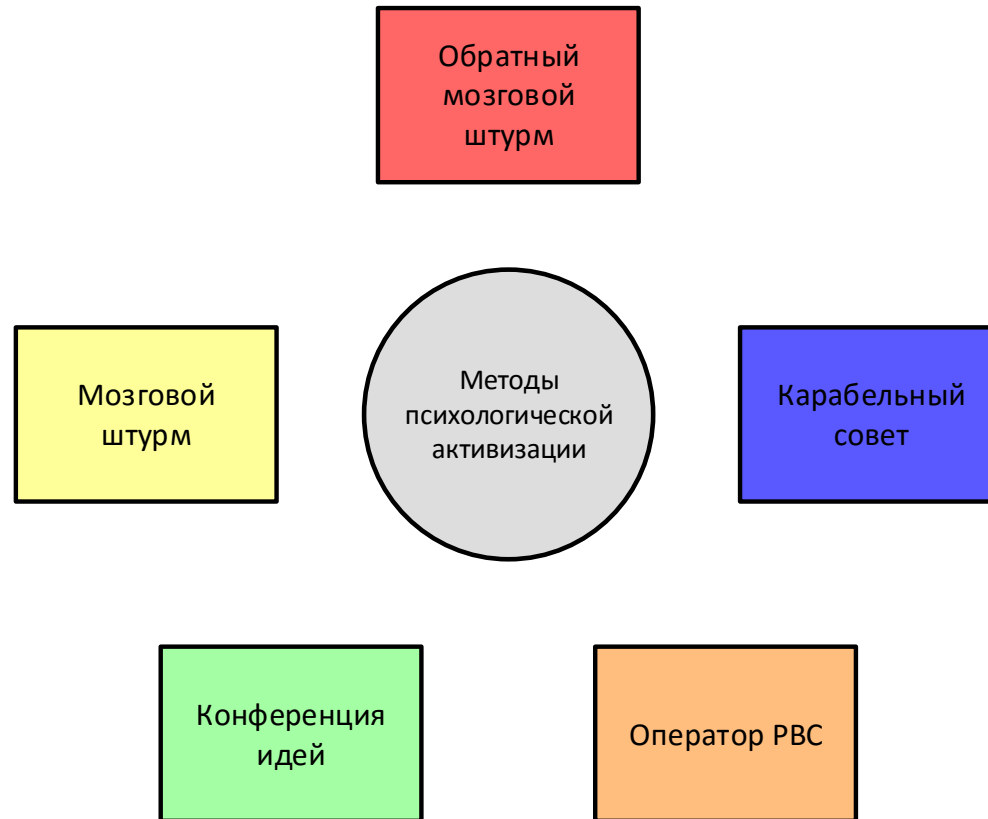 Обратный
мозговой
штурм
Мозговой
штурм
Методы
психологической
активизации
Карабельный
совет
Конференция
идей
Оператор РВС